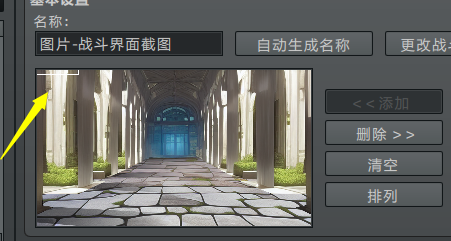 基本设置
名称:
图片-战斗界面截图
自动生成名称
更改战
<<添加
删除>>
清空
排列